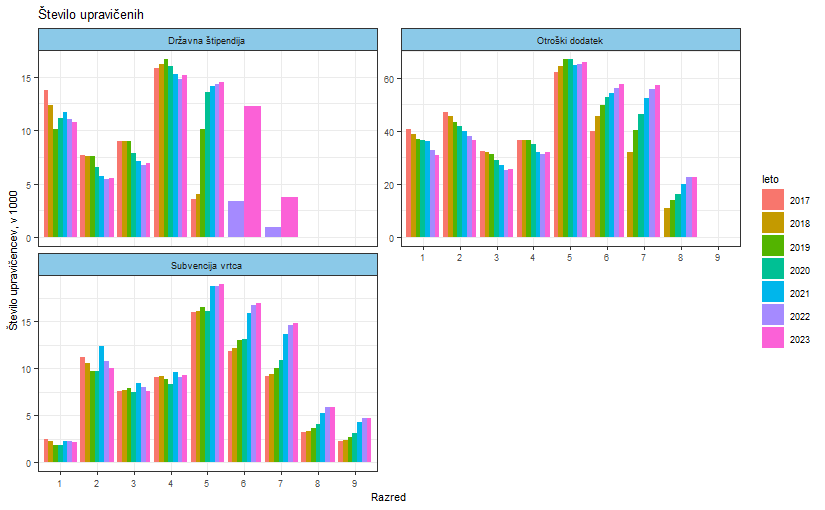 Število upravičenih
Državna štipendija
Otroški dodatek
15
10
5
0
60
40
20
0
1 2 3 4 5 6 7 8 9
Subvencija vrtca
15
10
5
0
1 2 3 4 5 6 7 8 9
Število upravičencev, v 1000
Razred
leto
2017
2018
2019
2020
2021
2022
2023